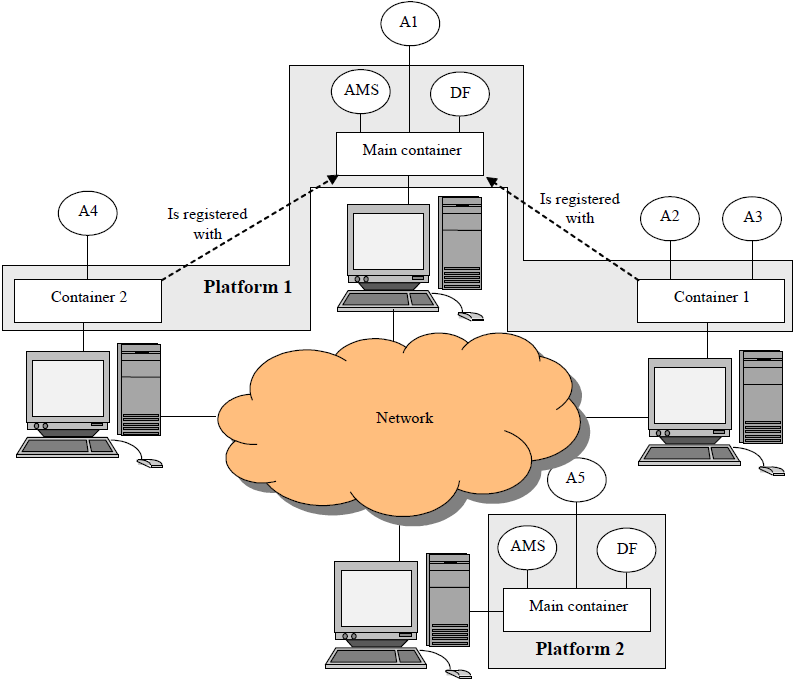 A1
AMS
DF
Main container
A4
Is registered
with
Is registered
with
A2
A3
Container 2
Platform 1
Container 1
Network
A5
AMS
DF
Main container
Platform 2